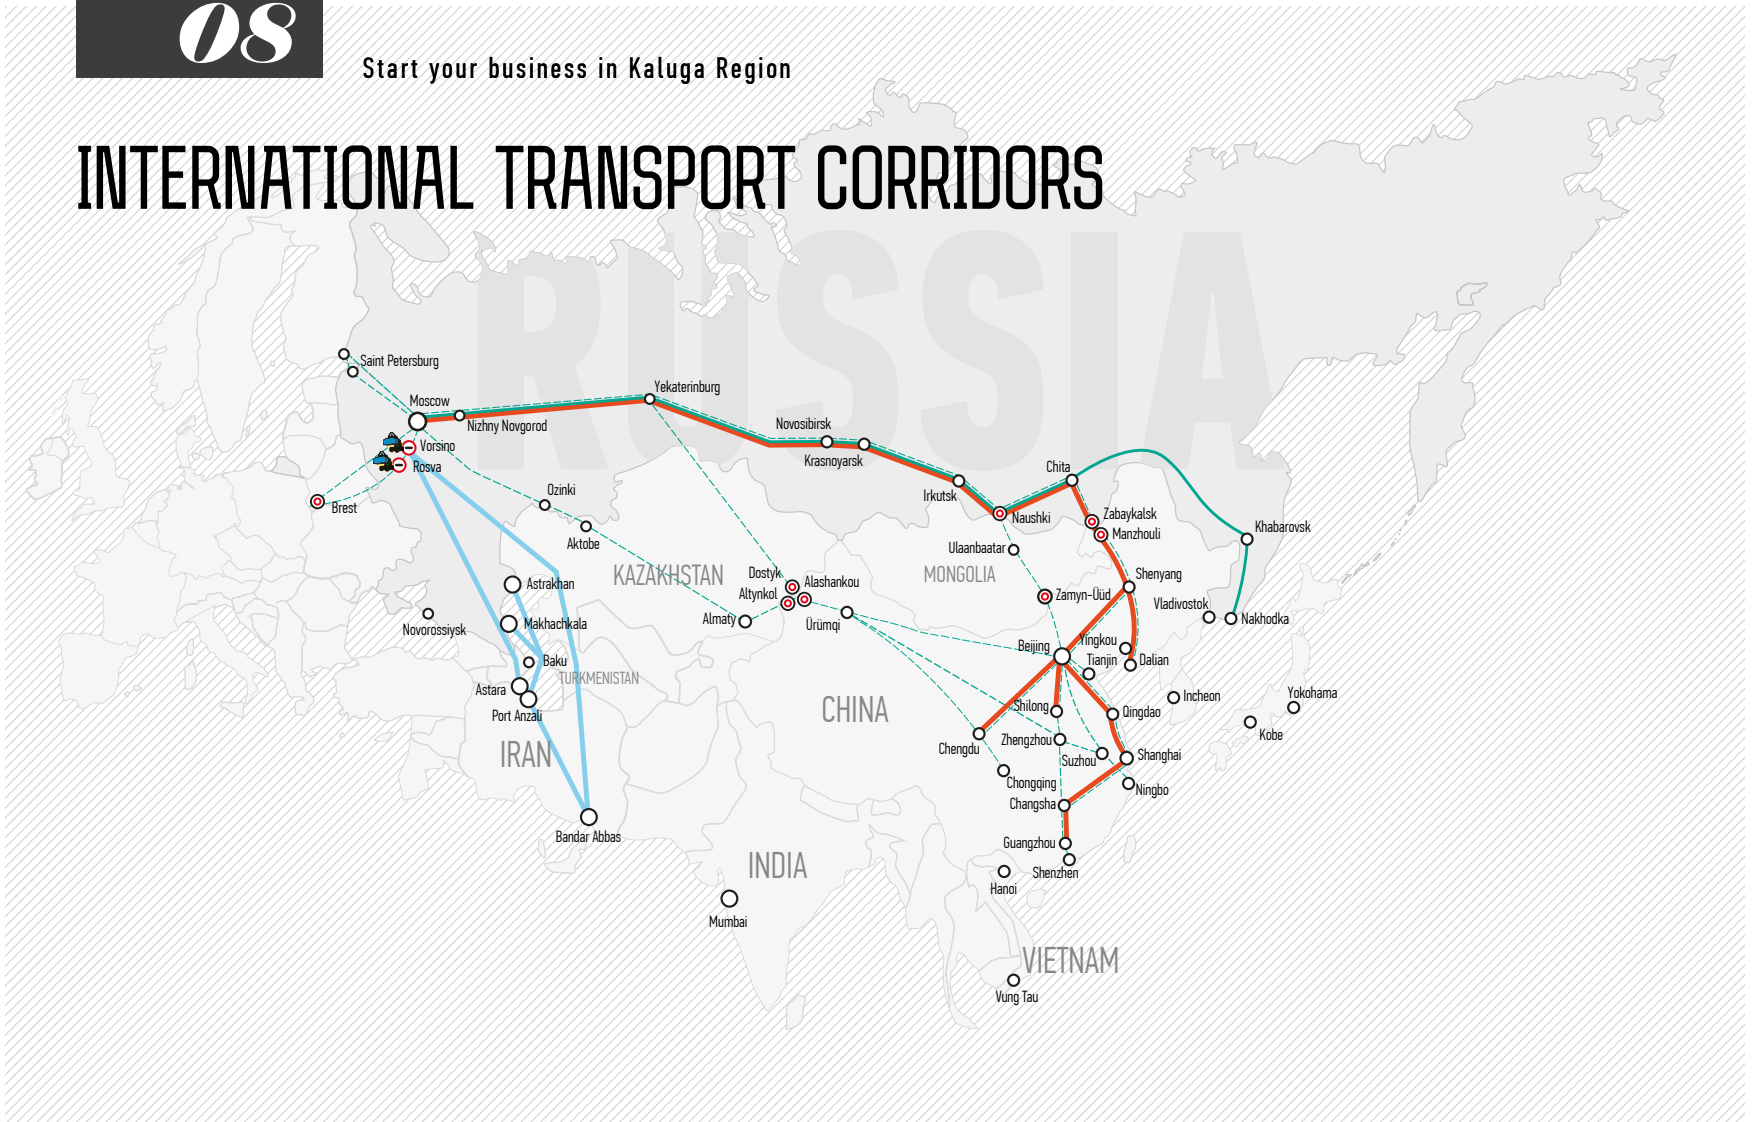 08
Start your business in Kaluga Region
INTERNATIONAL TRANSPORT CORRIDORS
RUSSIA
Saint Petersburg
Moscow
Nizhny Novgorod
Yekaterinburg
Vorsino
Rosva
Brest
Novosibirsk
Krasnoyarsk
Irkutsk
Naushki
Chita
Zabaykalsk
Manzhouli
Khabarovsk
Ozinki
Aktobe
Ulaanbaatar
KAZAKHSTAN
MONGOLIA
Dostyk
Alashankou
Altynkol
Almaty
Ürümqi
Zamyn-Üüd
Shenyang
Vladivostok
Nakhodka
Astrakhan
Makhachkala
Novorossiysk
Baku
TURKMENISTAN
Astara
Port Anzali
IRAN
Bandar Abbas
Beijing
Yingkou
Tianjin
Dalian
CHINA
Shilong
Qingdao
Incheon
Yokohama
Kobe
Chengdu
Zhengzhou
Suzhou
Shanghai
Chongqing
Ningbo
Changsha
Guangzhou
Shenzhen
Hanoi
INDIA
Mumbai
VIETNAM
Vung Tau